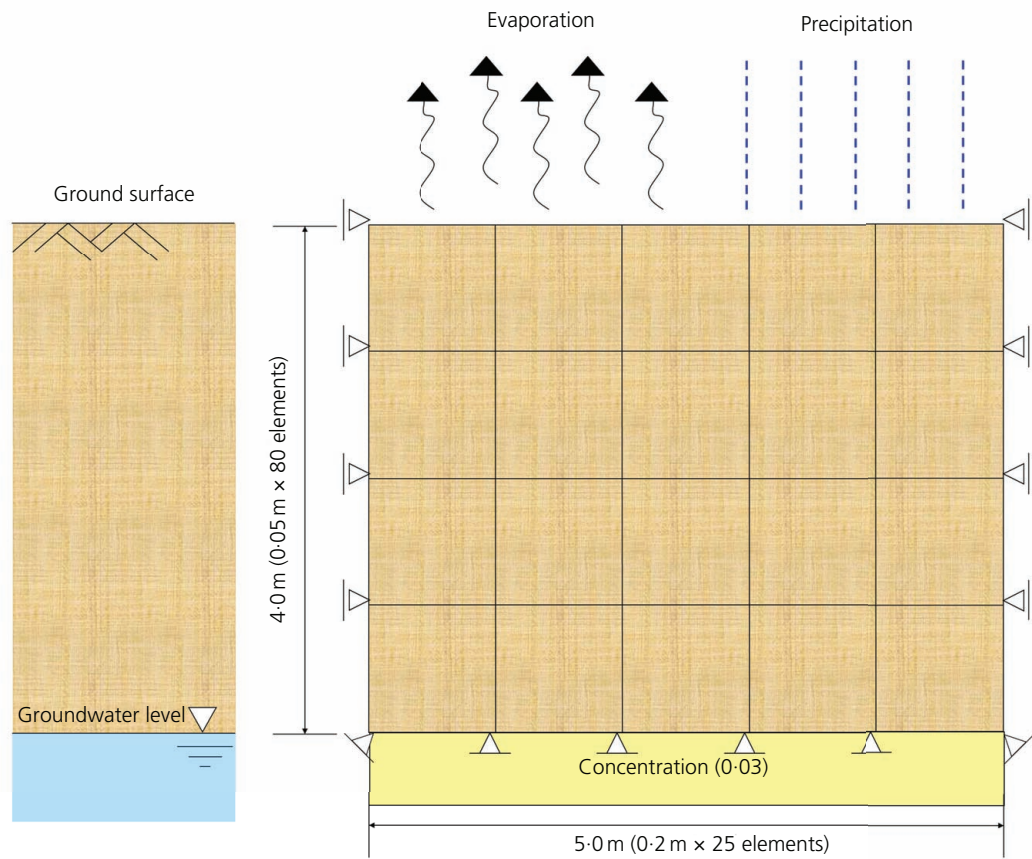 Evaporation
Precipitation
Ground surface
4·0 m (0·05 m × 80 elements)
Groundwater level
Concentration (0·03)
5·0 m (0·2 m × 25 elements)